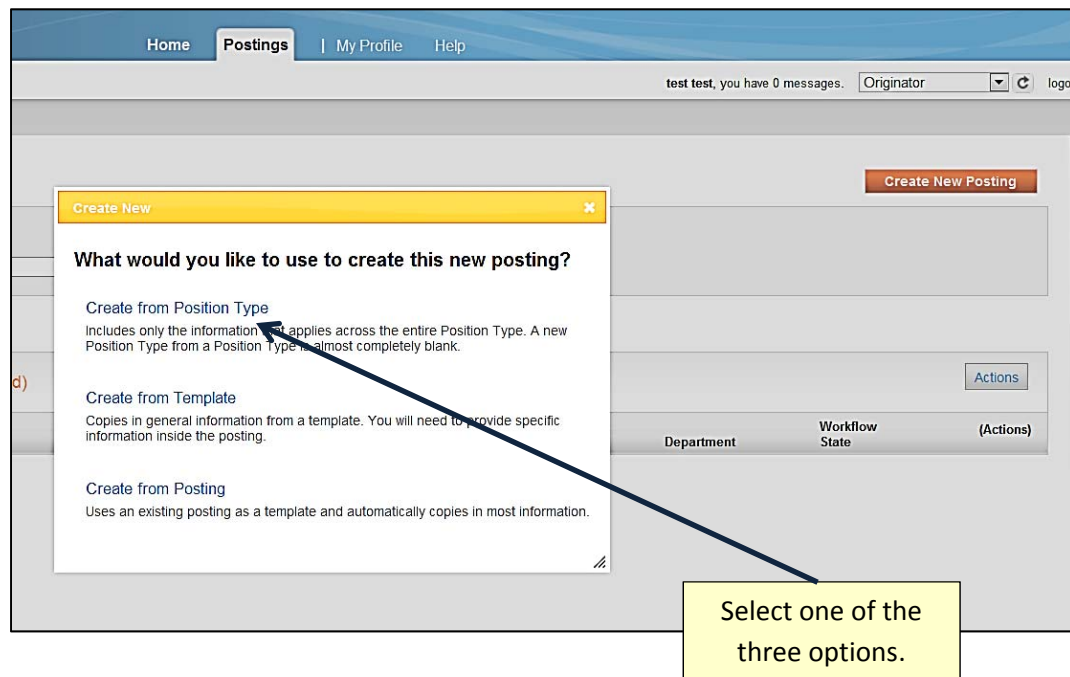 Home Postings | My Profile Help
test test, you have 0 messages. Originator logo
Create New Posting
Create New
What would you like to use to create this new posting?
Create from Position Type
Includes only the information that applies across the entire Position Type. A new
Position Type from a Position Type is almost completely blank.
d)
Actions
Create from Template
Copies in general information from a template. You will need to provide specific
information inside the posting.
Department Workflow State (Actions)
Create from Posting
Uses an existing posting as a template and automatically copies in most information.
Select one of the
three options.